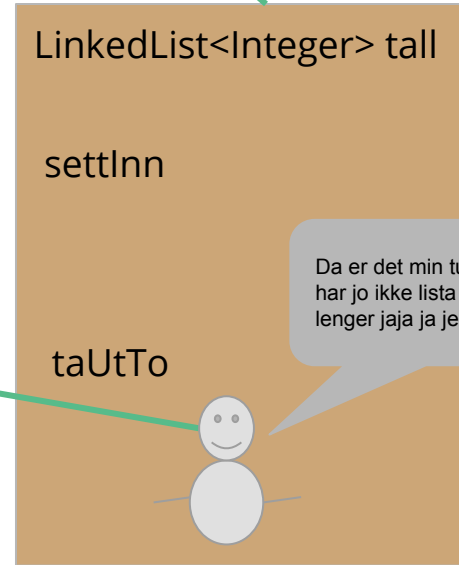 LinkedList<Integer> tall
settInn
Da er det min
har jo ikke lista
lenger jaja ja
taUtTo